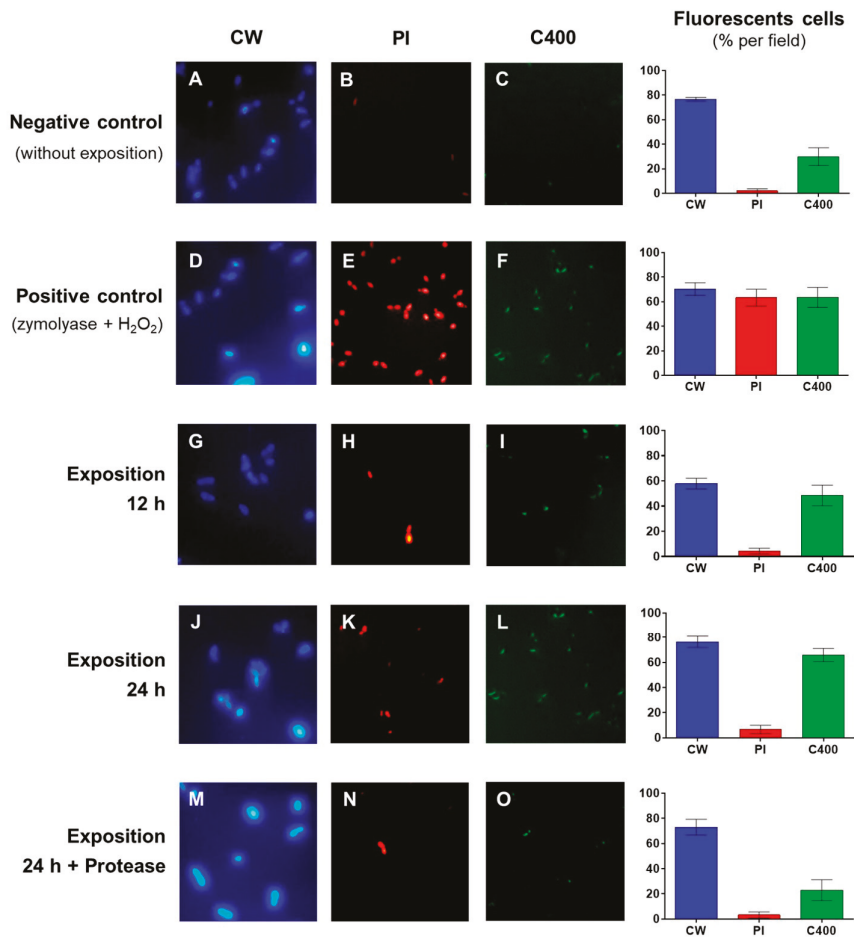 CW PI C400 Fluorescents cells
(% per field)
Negative control
(without exposition)
A B C
100
80
60
40
20
0
CW PI C400
Positive control
(zymolyase + H₂O₂)
D E F
100
80
60
40
20
0
CW PI C400
Exposition
12 h
G H I
100
80
60
40
20
0
CW PI C400
Exposition
24 h
J K L
100
80
60
40
20
0
CW PI C400
Exposition
24 h + Protease
M N O
100
80
60
40
20
0
CW PI C400